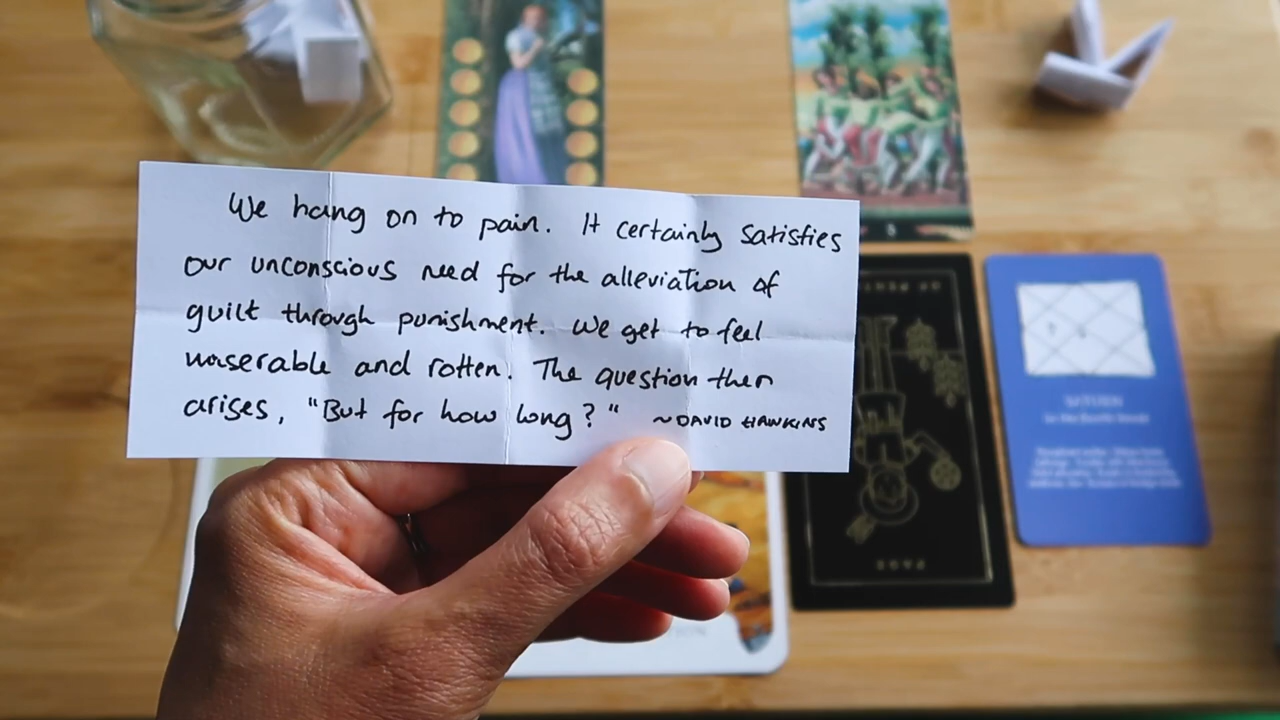 We hang on to pain. It certainly satisfies
our unconscious need for the alleviation of
guilt through punishment. We get to feel
miserable and rotten. The question then
arises, "But for how long?" ~DAVID HAWKINS